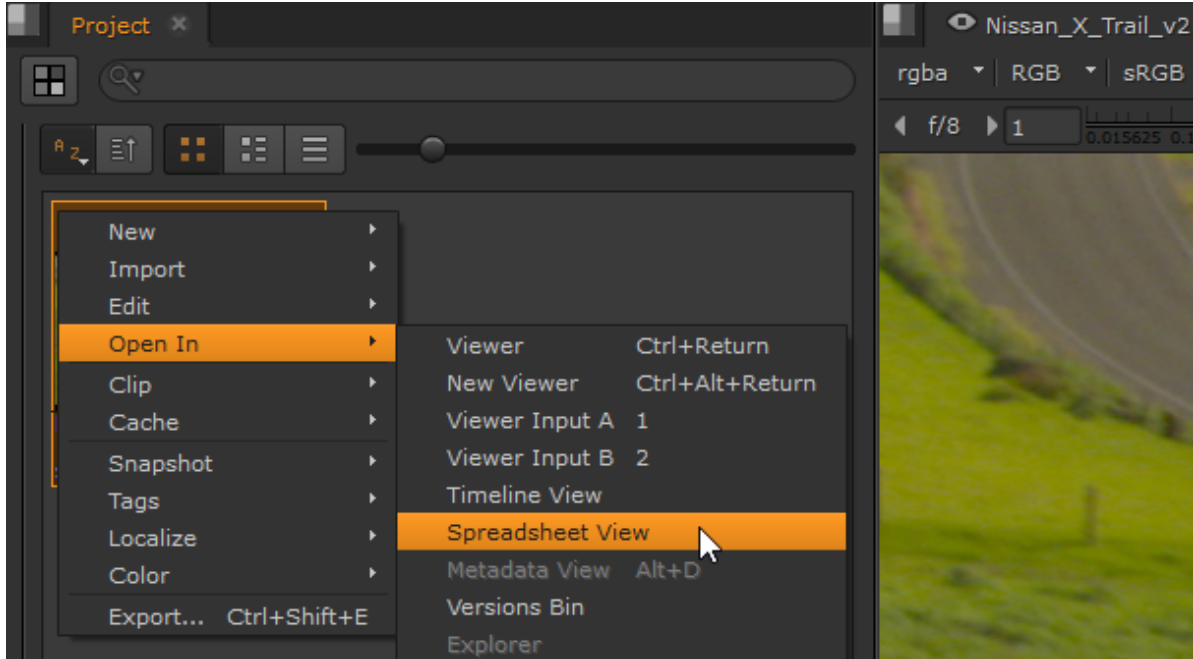 Project
Nissan_X_Trail_v2
rgba RGB sRGB
f/8 1
0.015625
A Z
New
Import
Edit
Open In
Viewer Ctrl+Return
New Viewer Ctrl+Alt+Return
Clip
Cache
Viewer Input A 1
Viewer Input B 2
Snapshot
Tags
Timeline View
Localize
Spreadsheet View
Color
Metadata View Alt+D
Export... Ctrl+Shift+E
Versions Bin
Explorer